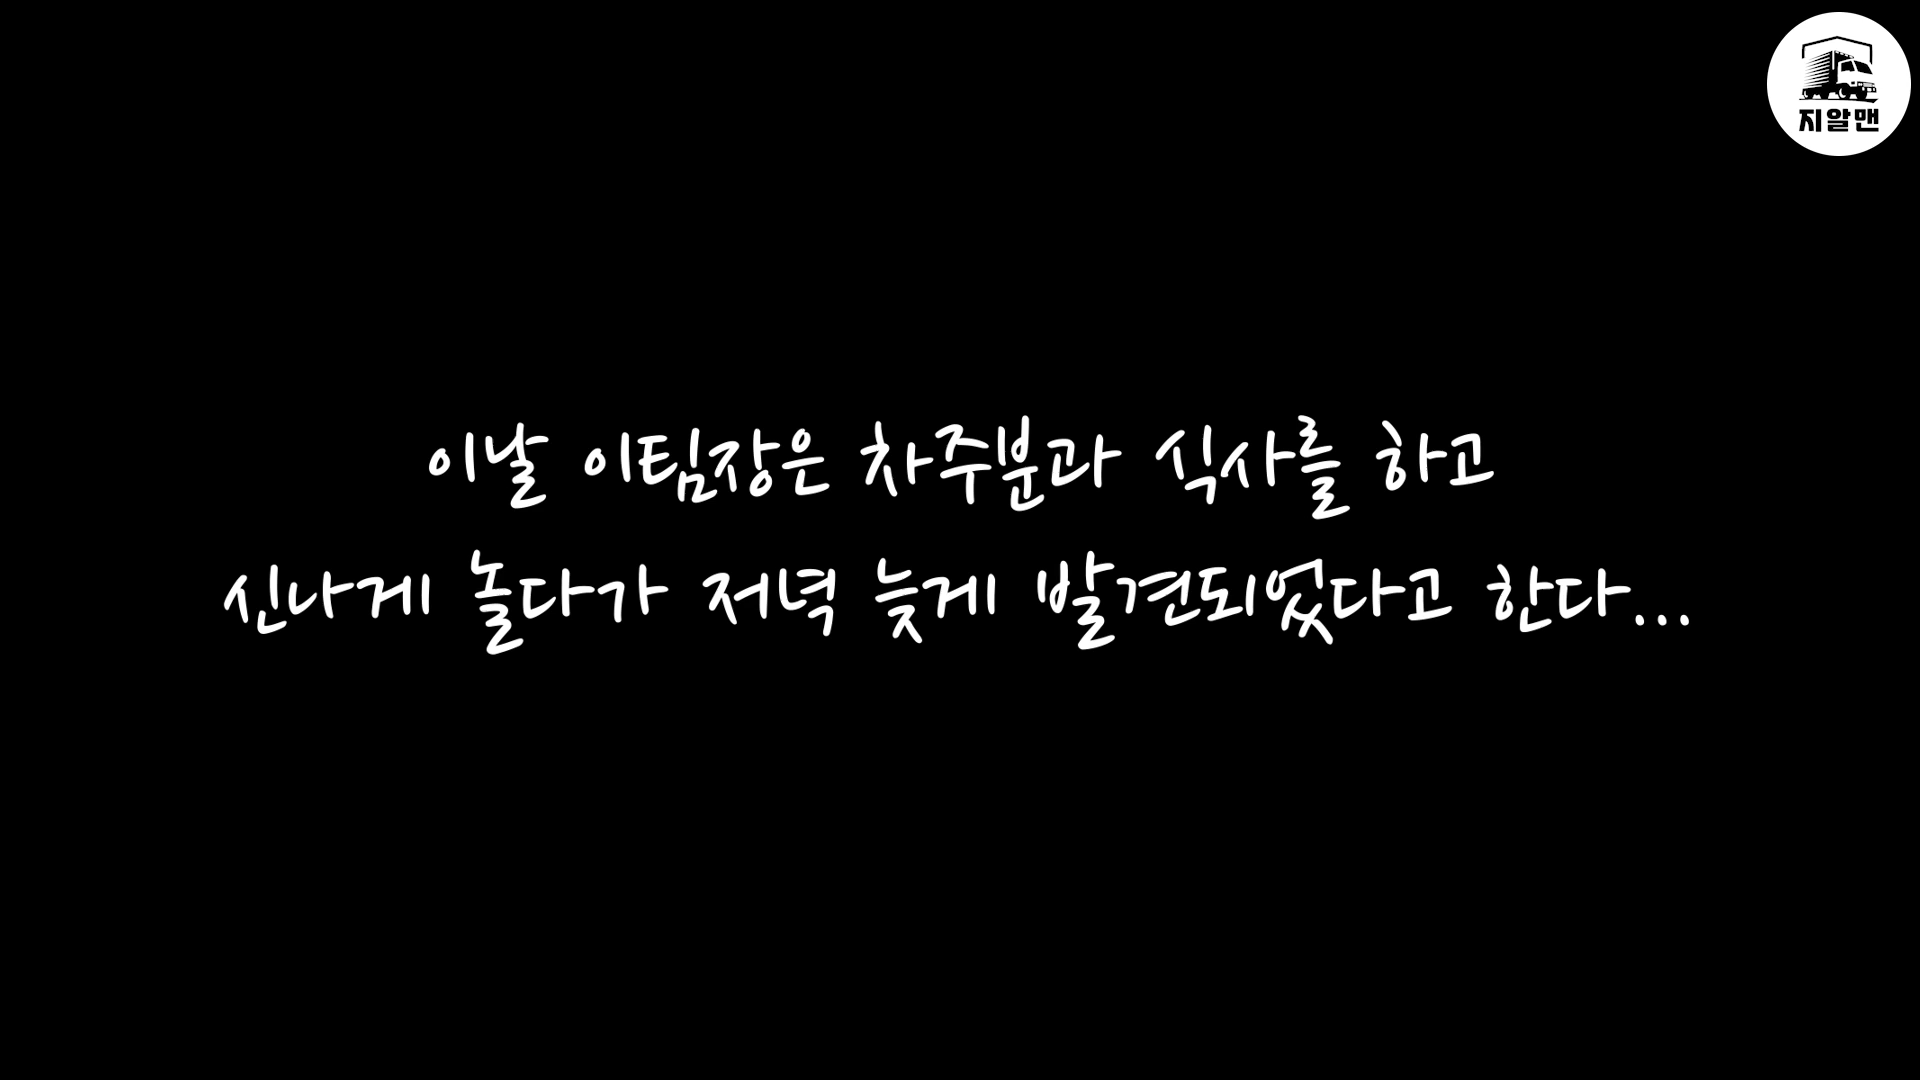 지알맨
이날 이팀장은 차주분과 식사를 하고
신나게 놀다가 저녁 늦게 발견되었다고 한다...